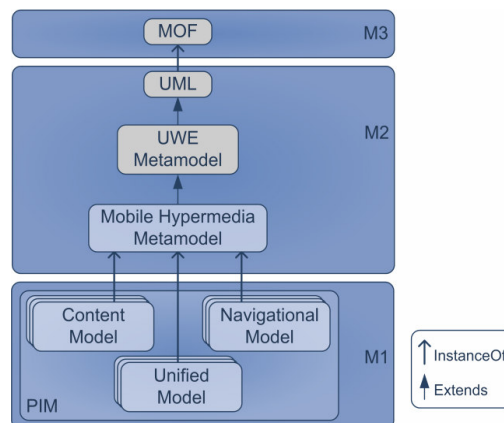 MOF
M3
UML
M2
UWE
Metamodel
Mobile Hypermedia
Metamodel
Content
Model
Navigational
Model
Unified
Model
M1
PIM
InstanceOf
Extends